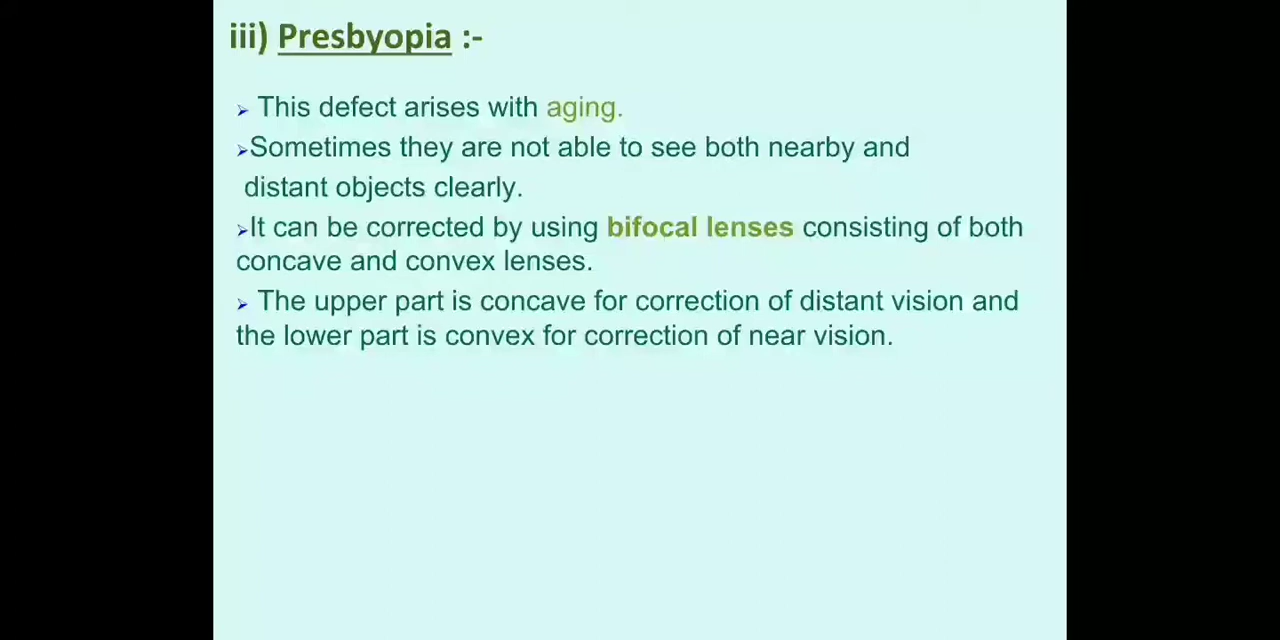 iii) Presbyopia :-
➢ This defect arises with aging.
➢Sometimes they are not able to see both nearby and
distant objects clearly.
➢It can be corrected by using bifocal lenses consisting of both
concave and convex lenses.
➢ The upper part is concave for correction of distant vision and
the lower part is convex for correction of near vision.